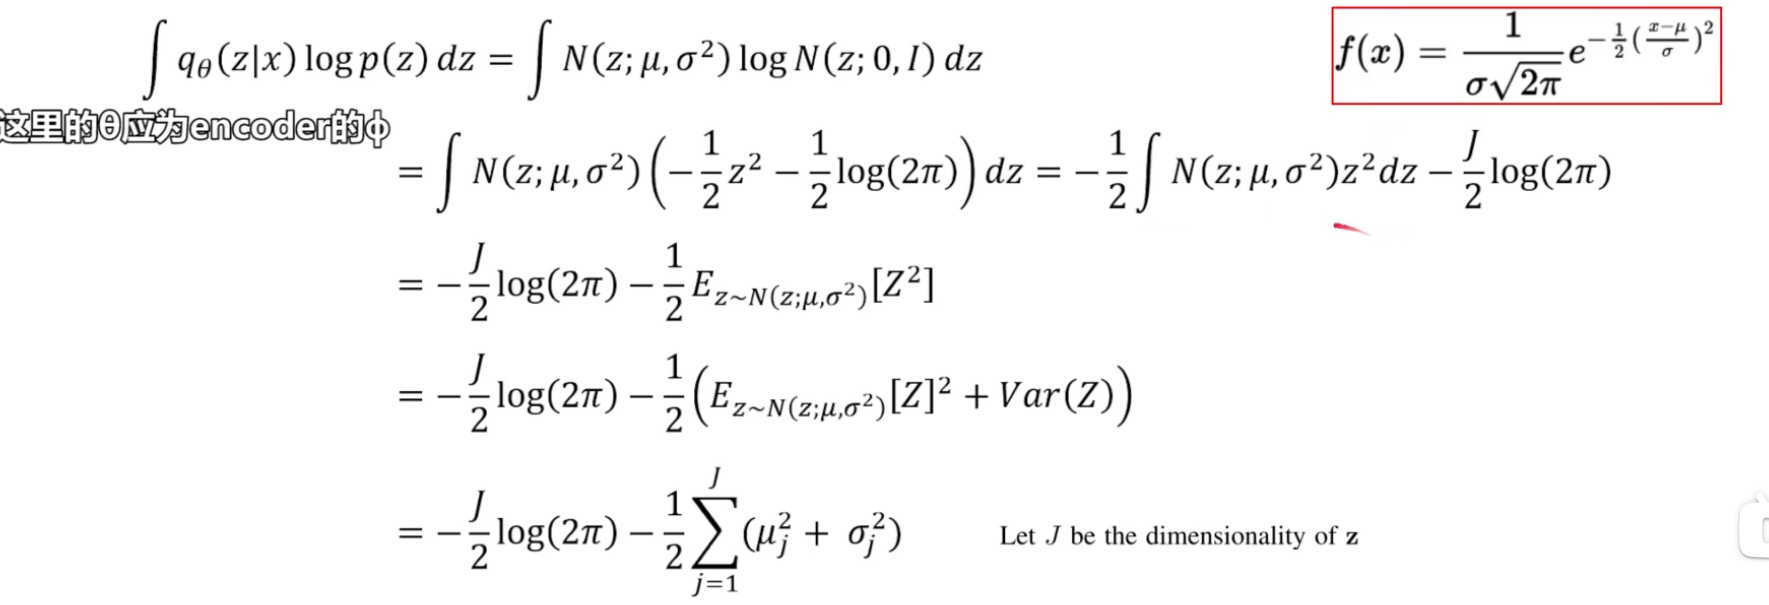 ∫ qθ(z|x) log p(z) dz = ∫ N(z; μ, σ²) log N(z; 0, I) dz
f(x) = 1/(σ√(2π)) e^(−½((x−μ)/σ)²)
这里的θ应为encoder的φ
= ∫ N(z; μ, σ²) (−1/2 z² − 1/2 log(2π)) dz = −1/2 ∫ N(z; μ, σ²)z²dz − J/2 log(2π)
= −J/2 log(2π) − 1/2 E_{z~N(z;μ,σ²)}[Z²]
= −J/2 log(2π) − 1/2 (E_{z~N(z;μ,σ²)}[Z]² + Var(Z))
= −J/2 log(2π) − 1/2 ∑_{j=1}^{J} (μ_j² + σ_j²)
Let J be the dimensionality of z